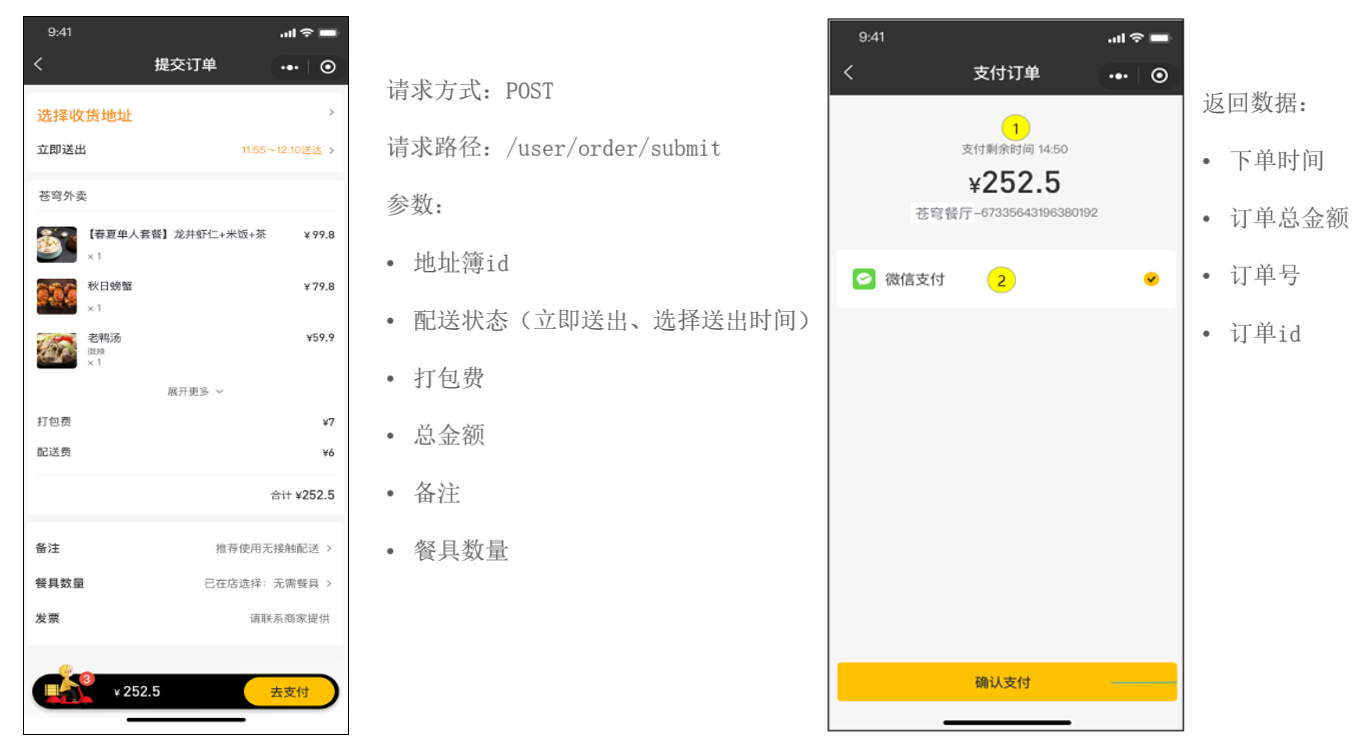 9:41
提交订单
选择收货地址
立即送出 11:55～12:10送达
苍穹外卖
【春夏单人套餐】龙井虾仁+米饭+茶 ¥99.8
×1
秋日螃蟹 ¥79.8
×1
老鸭汤 ¥59.9
微辣
×1
展开更多
打包费 ¥7
配送费 ¥6
合计 ¥252.5
备注 推荐使用无接触配送
餐具数量 已在店选择：无需餐具
发票 请联系商家提供
3
¥252.5 去支付
请求方式：POST
请求路径：/user/order/submit
参数：
• 地址簿id
• 配送状态（立即送出、选择送出时间）
• 打包费
• 总金额
• 备注
• 餐具数量
9:41
支付订单
1
支付剩余时间 14:50
¥252.5
苍穹餐厅-67335643196380192
微信支付 2
确认支付
返回数据：
• 下单时间
• 订单总金额
• 订单号
• 订单id